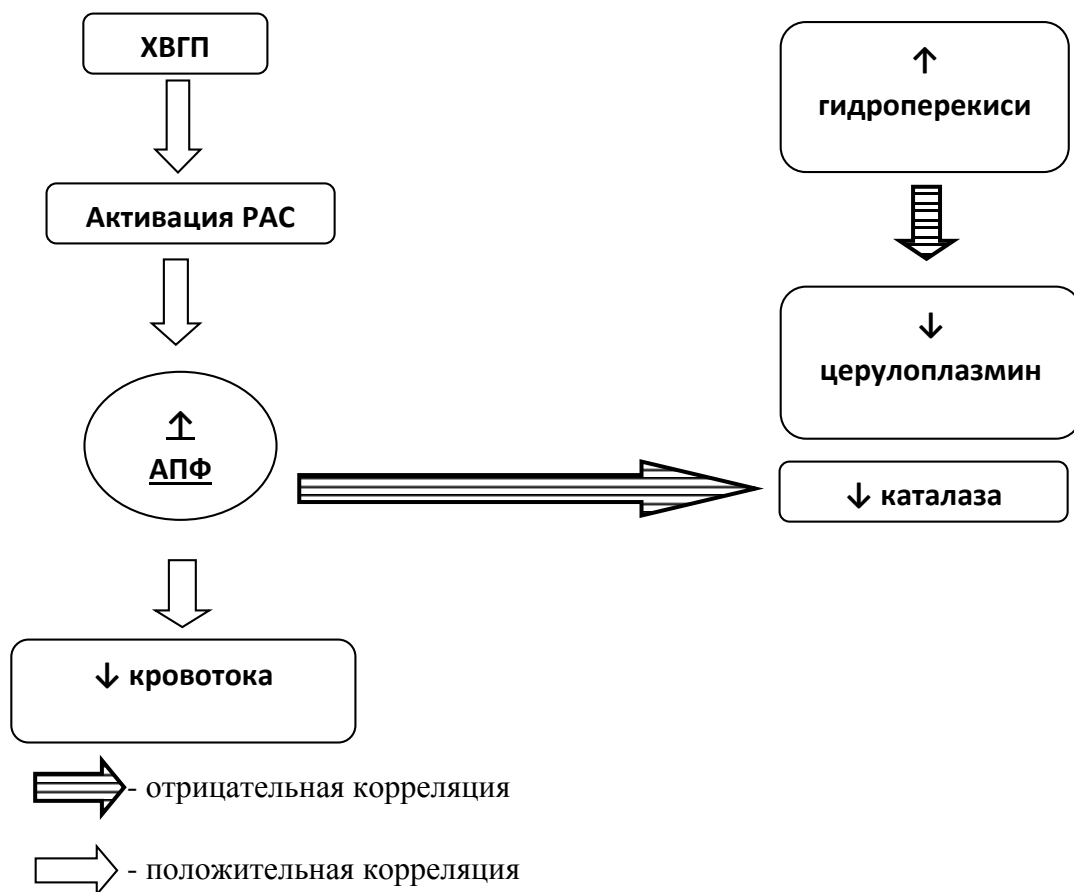 ХВГП
Активация РАС
↑
АПФ
↓ кровотока
↑
гидроперекиси
↓
церулоплазмин
↓ каталаза
- отрицательная корреляция
- положительная корреляция